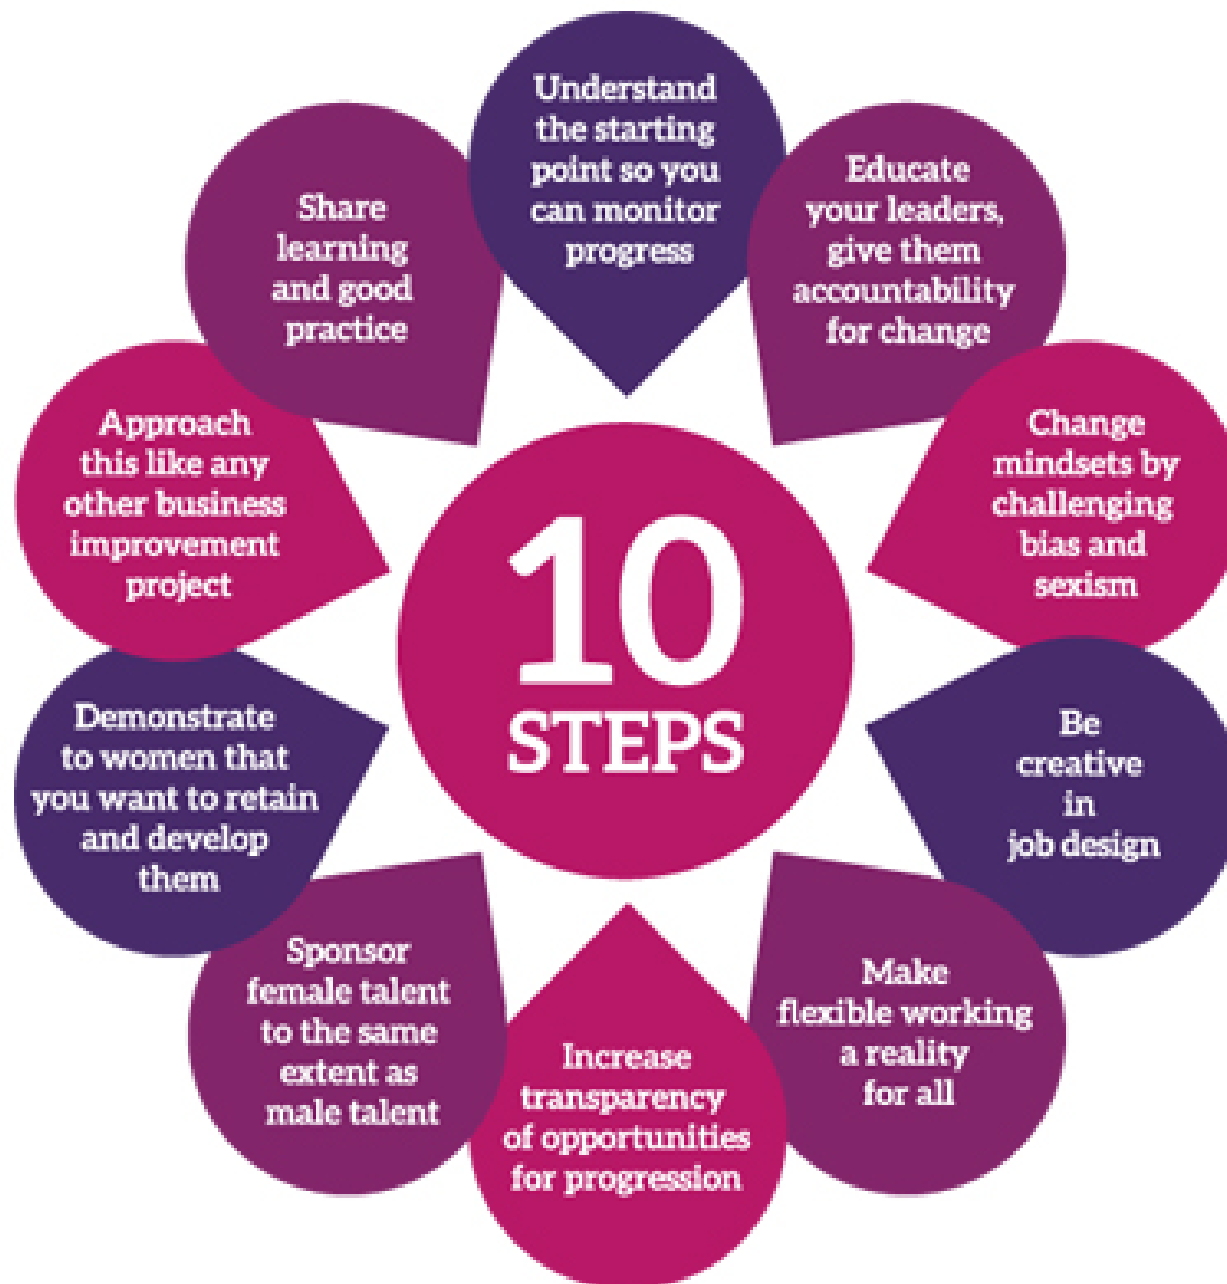 Understand
the starting
point so you
can monitor
progress
Educate
your leaders,
give them
accountability
for change
Change
mindsets by
challenging
bias and
sexism
Be
creative
in
job design
Make
flexible working
a reality
for all
Increase
transparency
of opportunities
for progression
Sponsor
female talent
to the same
extent as
male talent
Demonstrate
to women that
you want to retain
and develop
them
Approach
this like any
other business
improvement
project
Share
learning
and good
practice
10
STEPS